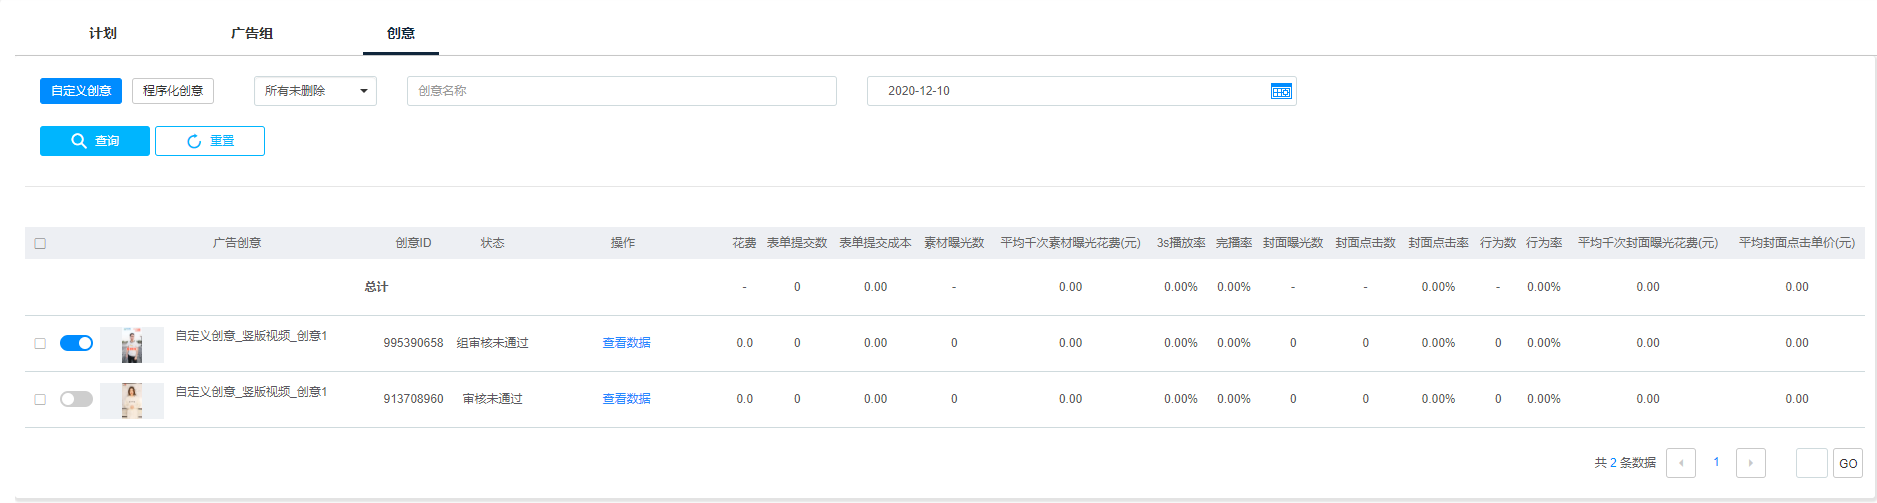 计划 广告组 创意
自定义创意 程序化创意 所有未删除 创意名称 2020-12-10
查询 重置
广告创意 创意ID 状态 操作 花费 表单提交数 表单提交成本 素材曝光数 平均千次素材曝光花费(元) 3s播放率 完播率 封面曝光数 封面点击数 封面点击率 行为数 行为率 平均千次封面曝光花费(元) 平均封面点击单价(元)
总计 - 0 0.00 - 0.00 0.00% 0.00% - - 0.00% - 0.00% 0.00 0.00
自定义创意_竖版视频_创意1 995390658 组审核未通过 查看数据 0.0 0 0.00 0 0.00 0.00% 0.00% 0 0 0.00% 0 0.00% 0.00 0.00
自定义创意_竖版视频_创意1 913708960 审核未通过 查看数据 0.0 0 0.00 0 0.00 0.00% 0.00% 0 0 0.00% 0 0.00% 0.00 0.00
共 2 条数据 1 GO